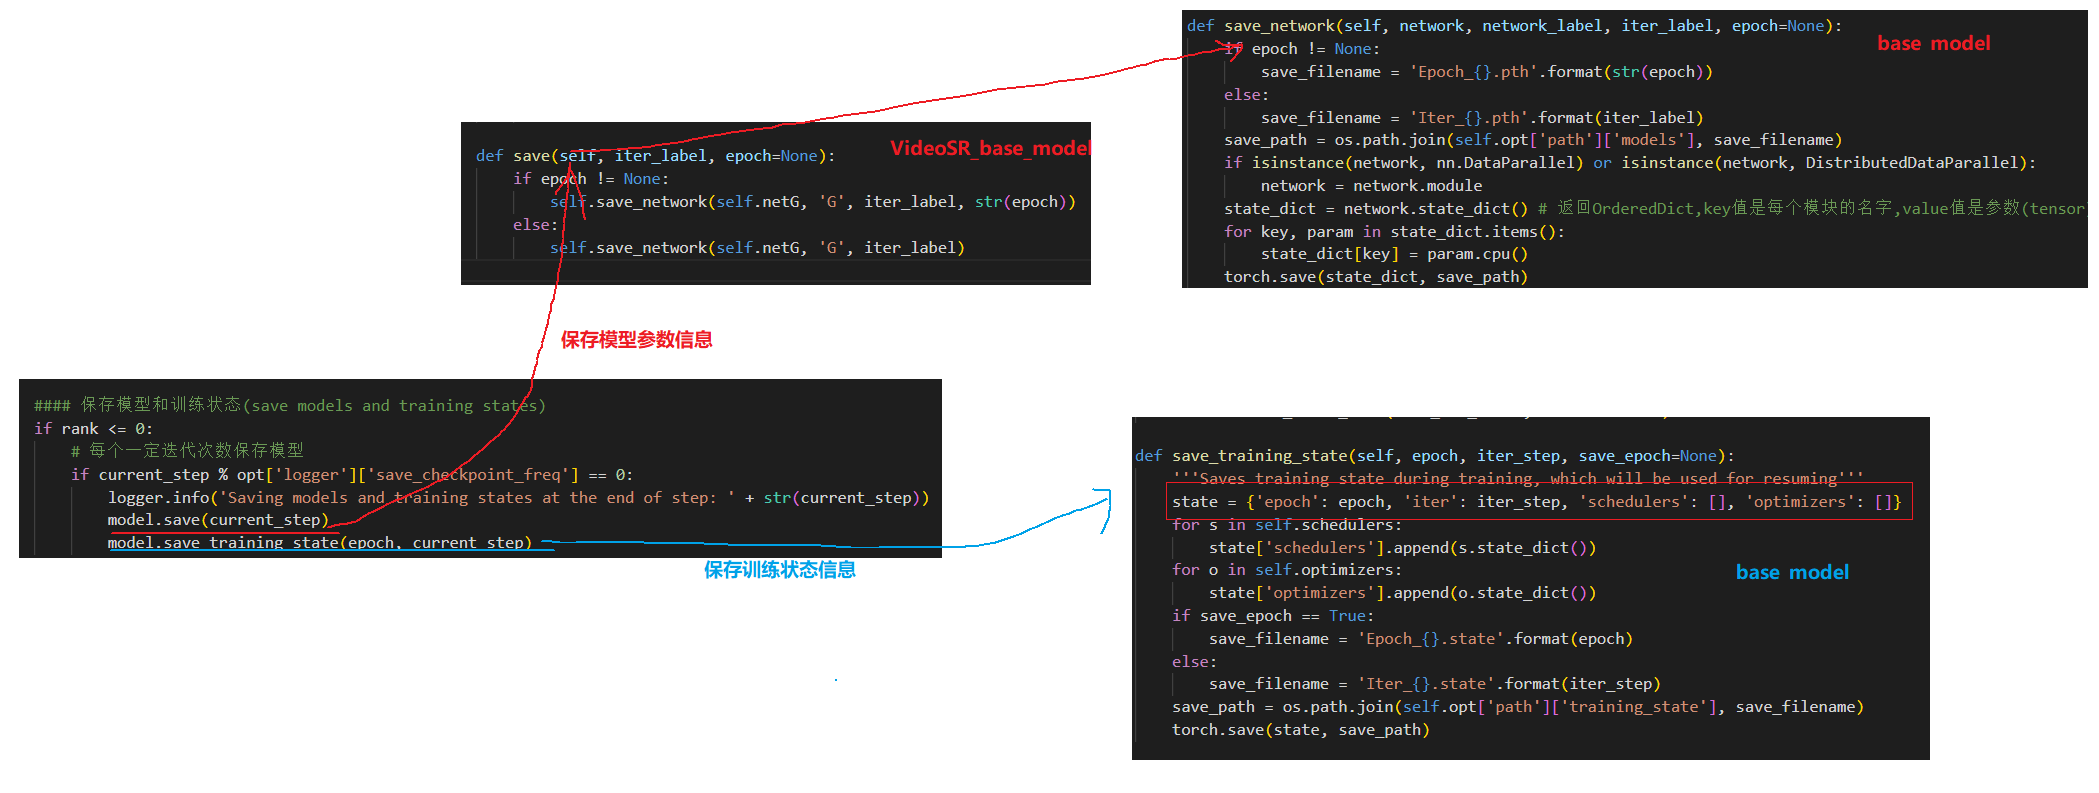 def save_network(self, network, network_label, iter_label, epoch=None):
if epoch != None:
save_filename = 'Epoch_{}.pth'.format(str(epoch))
else:
save_filename = 'Iter_{}.pth'.format(iter_label)
save_path = os.path.join(self.opt['path']['models'], save_filename)
if isinstance(network, nn.DataParallel) or isinstance(network, DistributedDataParallel):
network = network.module
state_dict = network.state_dict() # 返回OrderedDict,key值是每个模块的名字,value值是参数(tensor)
for key, param in state_dict.items():
state_dict[key] = param.cpu()
torch.save(state_dict, save_path)
base model
def save(self, iter_label, epoch=None):
if epoch != None:
self.save_network(self.netG, 'G', iter_label, str(epoch))
else:
self.save_network(self.netG, 'G', iter_label)
VideoSR_base_model
保存模型参数信息
#### 保存模型和训练状态(save models and training states)
if rank <= 0:
# 每个一定迭代次数保存模型
if current_step % opt['logger']['save_checkpoint_freq'] == 0:
logger.info('Saving models and training states at the end of step: ' + str(current_step))
model.save(current_step)
model.save_training_state(epoch, current_step)
保存训练状态信息
def save_training_state(self, epoch, iter_step, save_epoch=None):
'''Saves training state during training, which will be used for resuming'''
state = {'epoch': epoch, 'iter': iter_step, 'schedulers': [], 'optimizers': []}
for s in self.schedulers:
state['schedulers'].append(s.state_dict())
for o in self.optimizers:
state['optimizers'].append(o.state_dict())
if save_epoch == True:
save_filename = 'Epoch_{}.state'.format(epoch)
else:
save_filename = 'Iter_{}.state'.format(iter_step)
save_path = os.path.join(self.opt['path']['training_state'], save_filename)
torch.save(state, save_path)
base model